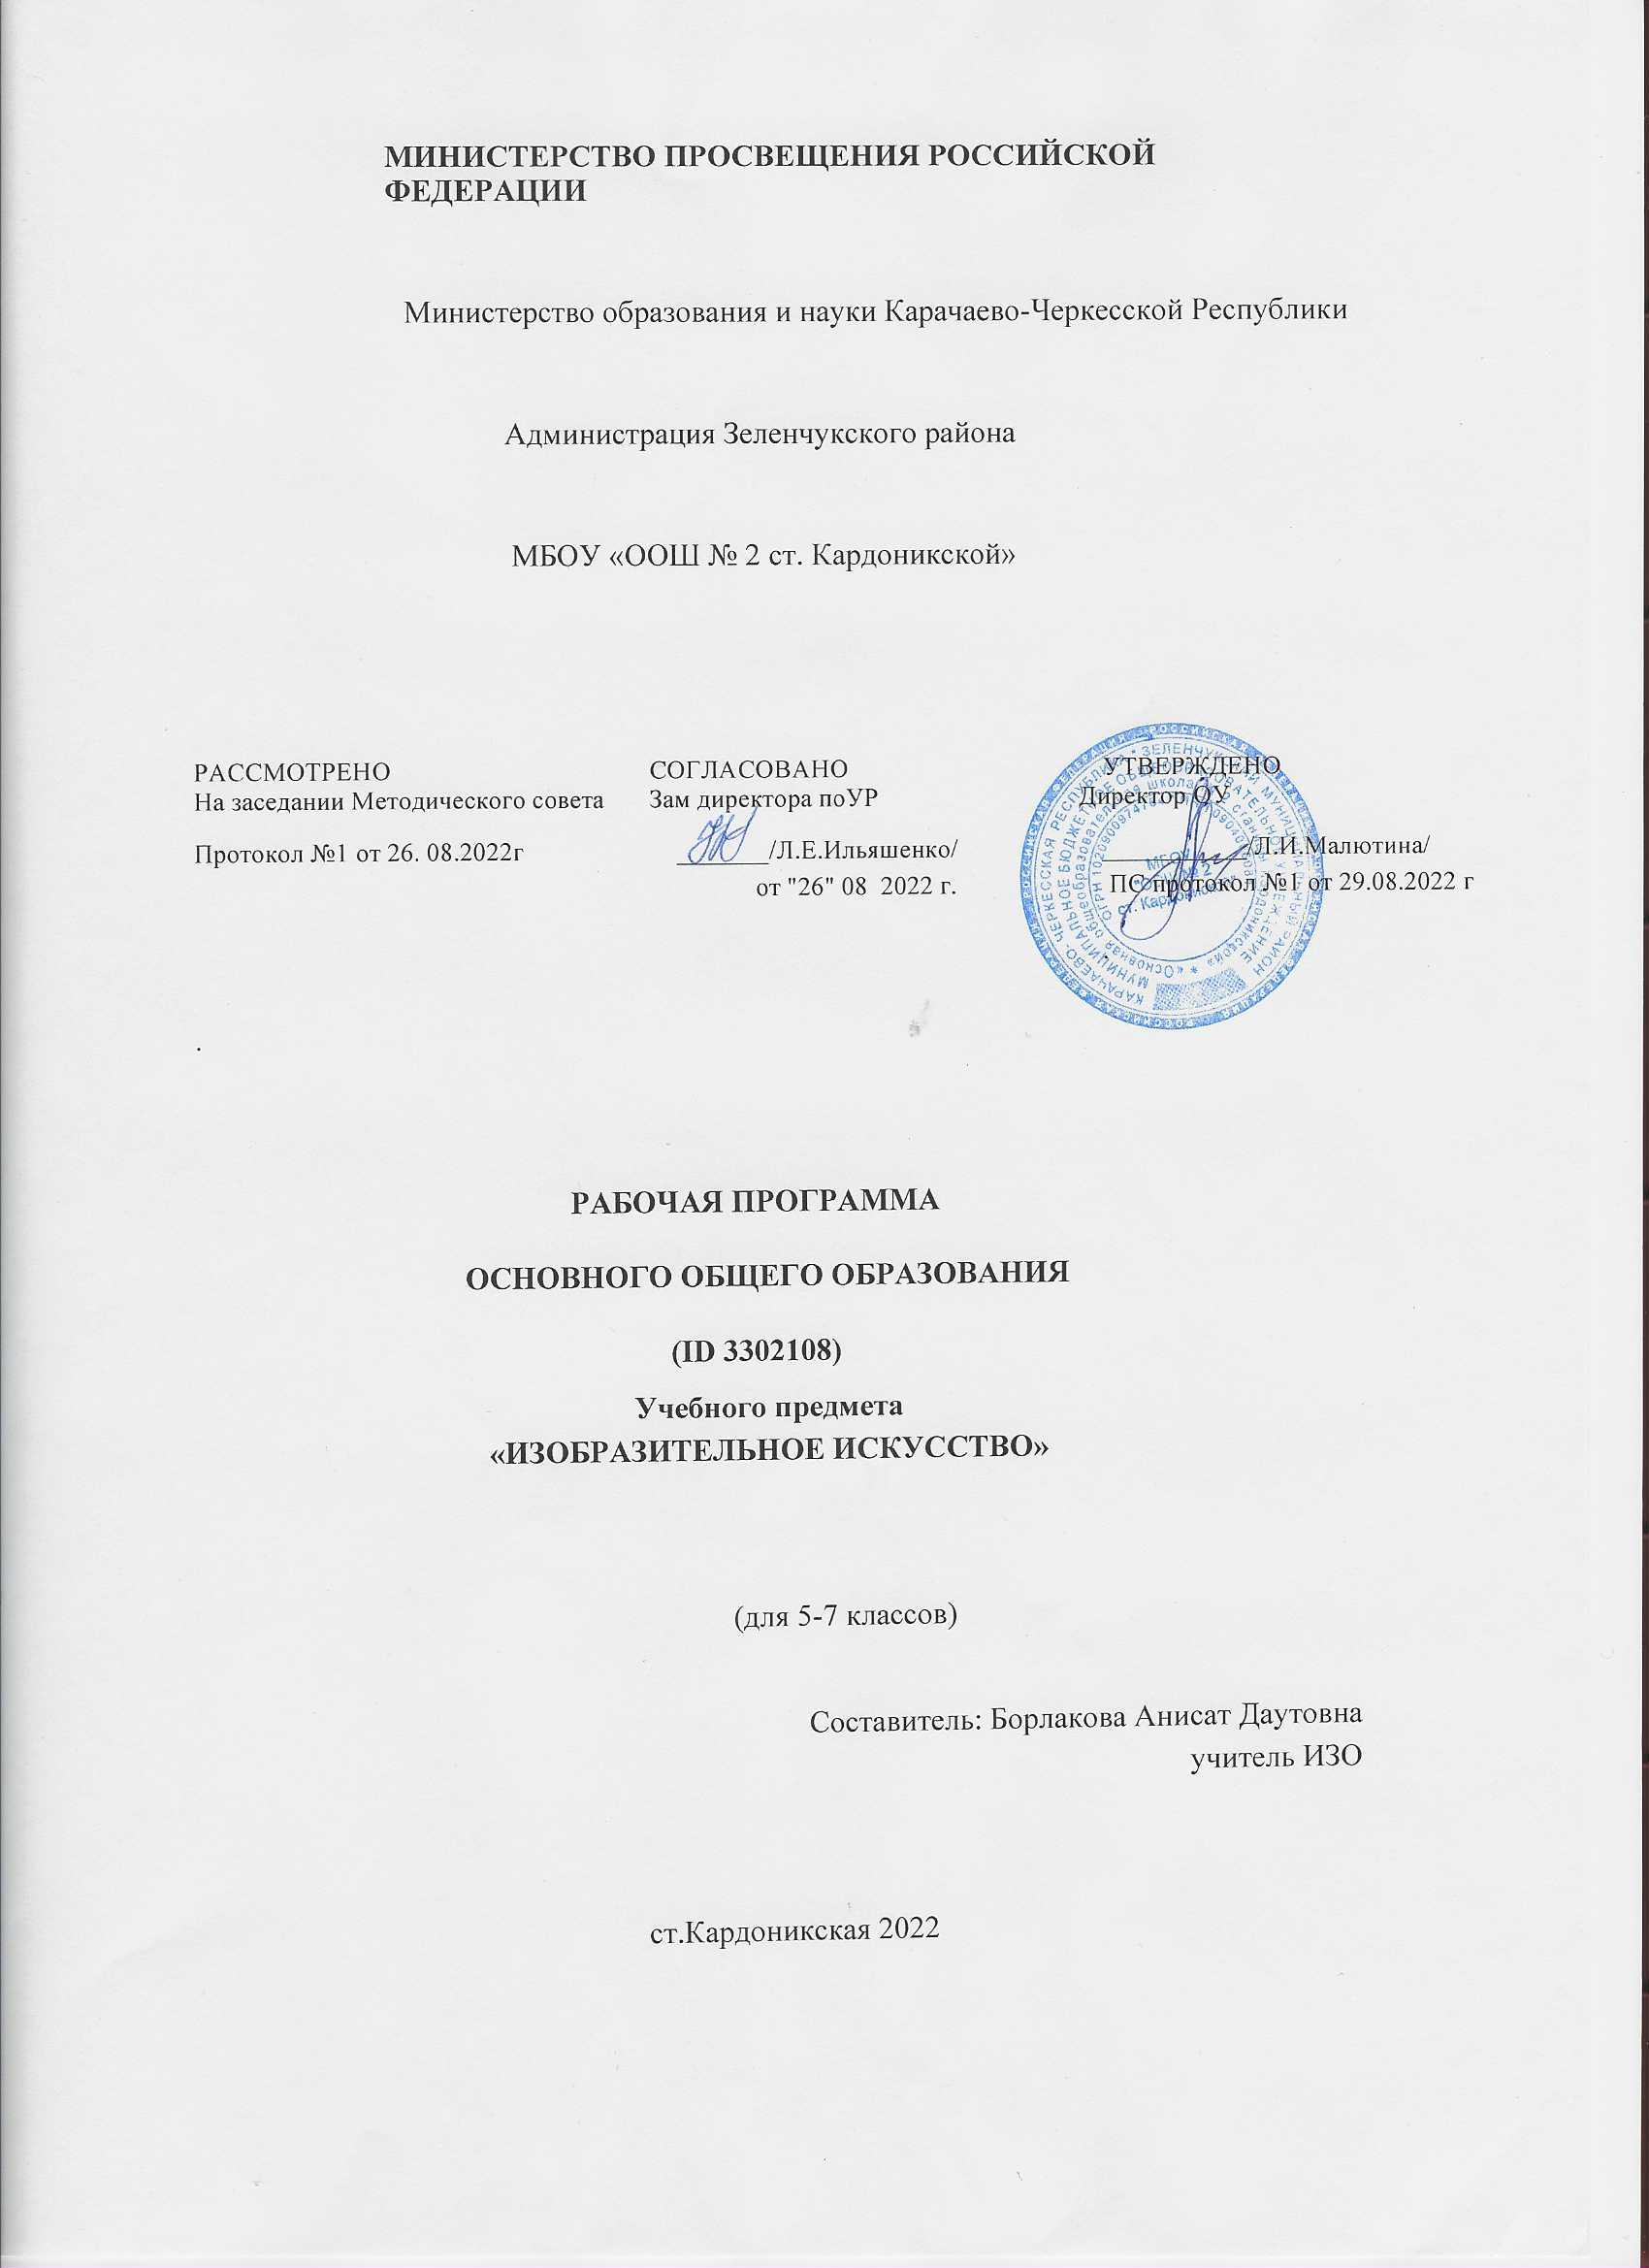 МИНИСТЕРСТВО ПРОСВЕЩЕНИЯ РОССИЙСКОЙ
ФЕДЕРАЦИИ
Министерство образования и науки Карачаево-Черкесской Республики
Администрация Зеленчукского района
МБОУ «ООШ № 2 ст. Кардоникской»
РАССМОТРЕНО
На заседании Методического совета
Протокол №1 от 26. 08.2022г
СОГЛАСОВАНО
Зам директора поУР
/Л.Е.Ильяшенко/
от "26" 08 2022 г.
УТВЕРЖДЕНО
Директор ОУ
/Л.И.Малютина/
ПС протокол №1 от 29.08.2022 г
РАБОЧАЯ ПРОГРАММА
ОСНОВНОГО ОБЩЕГО ОБРАЗОВАНИЯ
(ID 3302108)
Учебного предмета
«ИЗОБРАЗИТЕЛЬНОЕ ИСКУССТВО»
(для 5-7 классов)
Составитель: Борлакова Анисат Даутовна
учитель ИЗО
ст.Кардоникская 2022